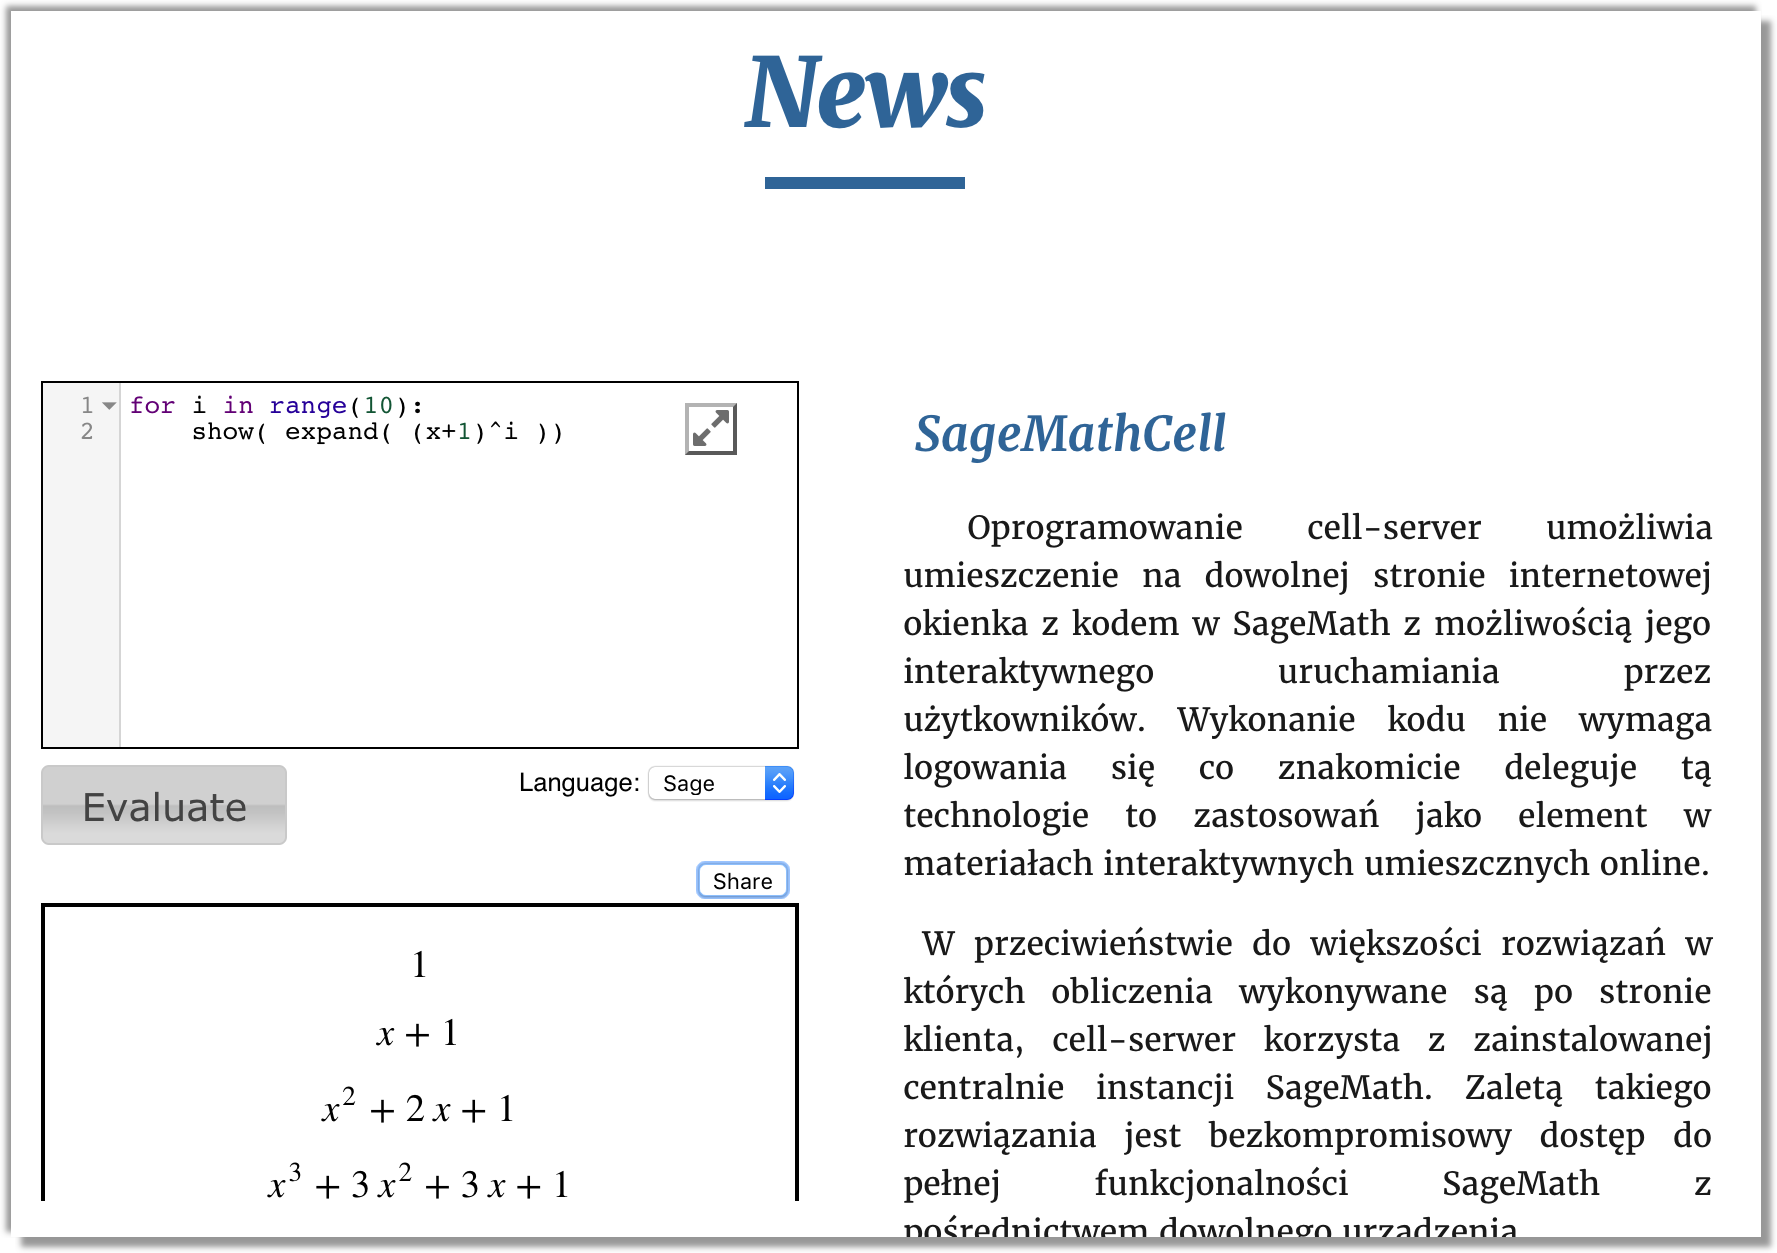 News
1 for i in range(10):
2 show( expand( (x+1)^i ))
Evaluate
Language: Sage
Share
1
x + 1
x² + 2 x + 1
x³ + 3 x² + 3 x + 1
SageMathCell
Oprogramowanie cell-server umożliwia
umieszczenie na dowolnej stronie internetowej
okienka z kodem w SageMath z możliwością jego
interaktywnego uruchamiania przez
użytkowników. Wykonanie kodu nie wymaga
logowania się co znakomicie deleguje tą
technologie to zastosowań jako element w
materiałach interaktywnych umieszcznych online.
W przeciwieństwie do większości rozwiązań w
których obliczenia wykonywane są po stronie
klienta, cell-serwer korzysta z zainstalowanej
centralnie instancji SageMath. Zaletą takiego
rozwiązania jest bezkompromisowy dostęp do
pełnej funkcjonalności SageMath z
pośrednictwem dowolnego urządzenia